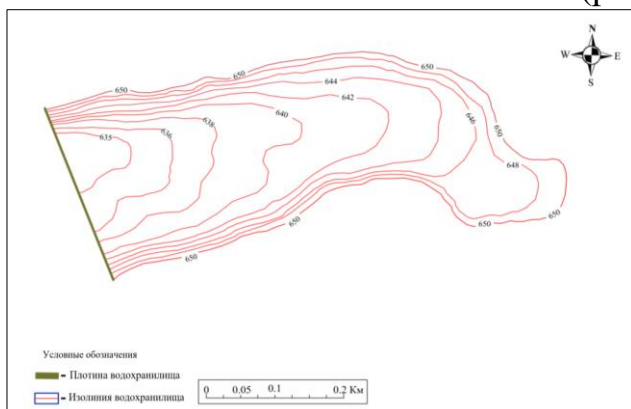 (р
N
W E
S
650
650
650
644
642
640
638
636
635
646
650
648
650
650
650
650
Условные обозначения
- Плотина водохранилища
- Изолиния водохранилища
0 0,05 0.1 0.2 Км